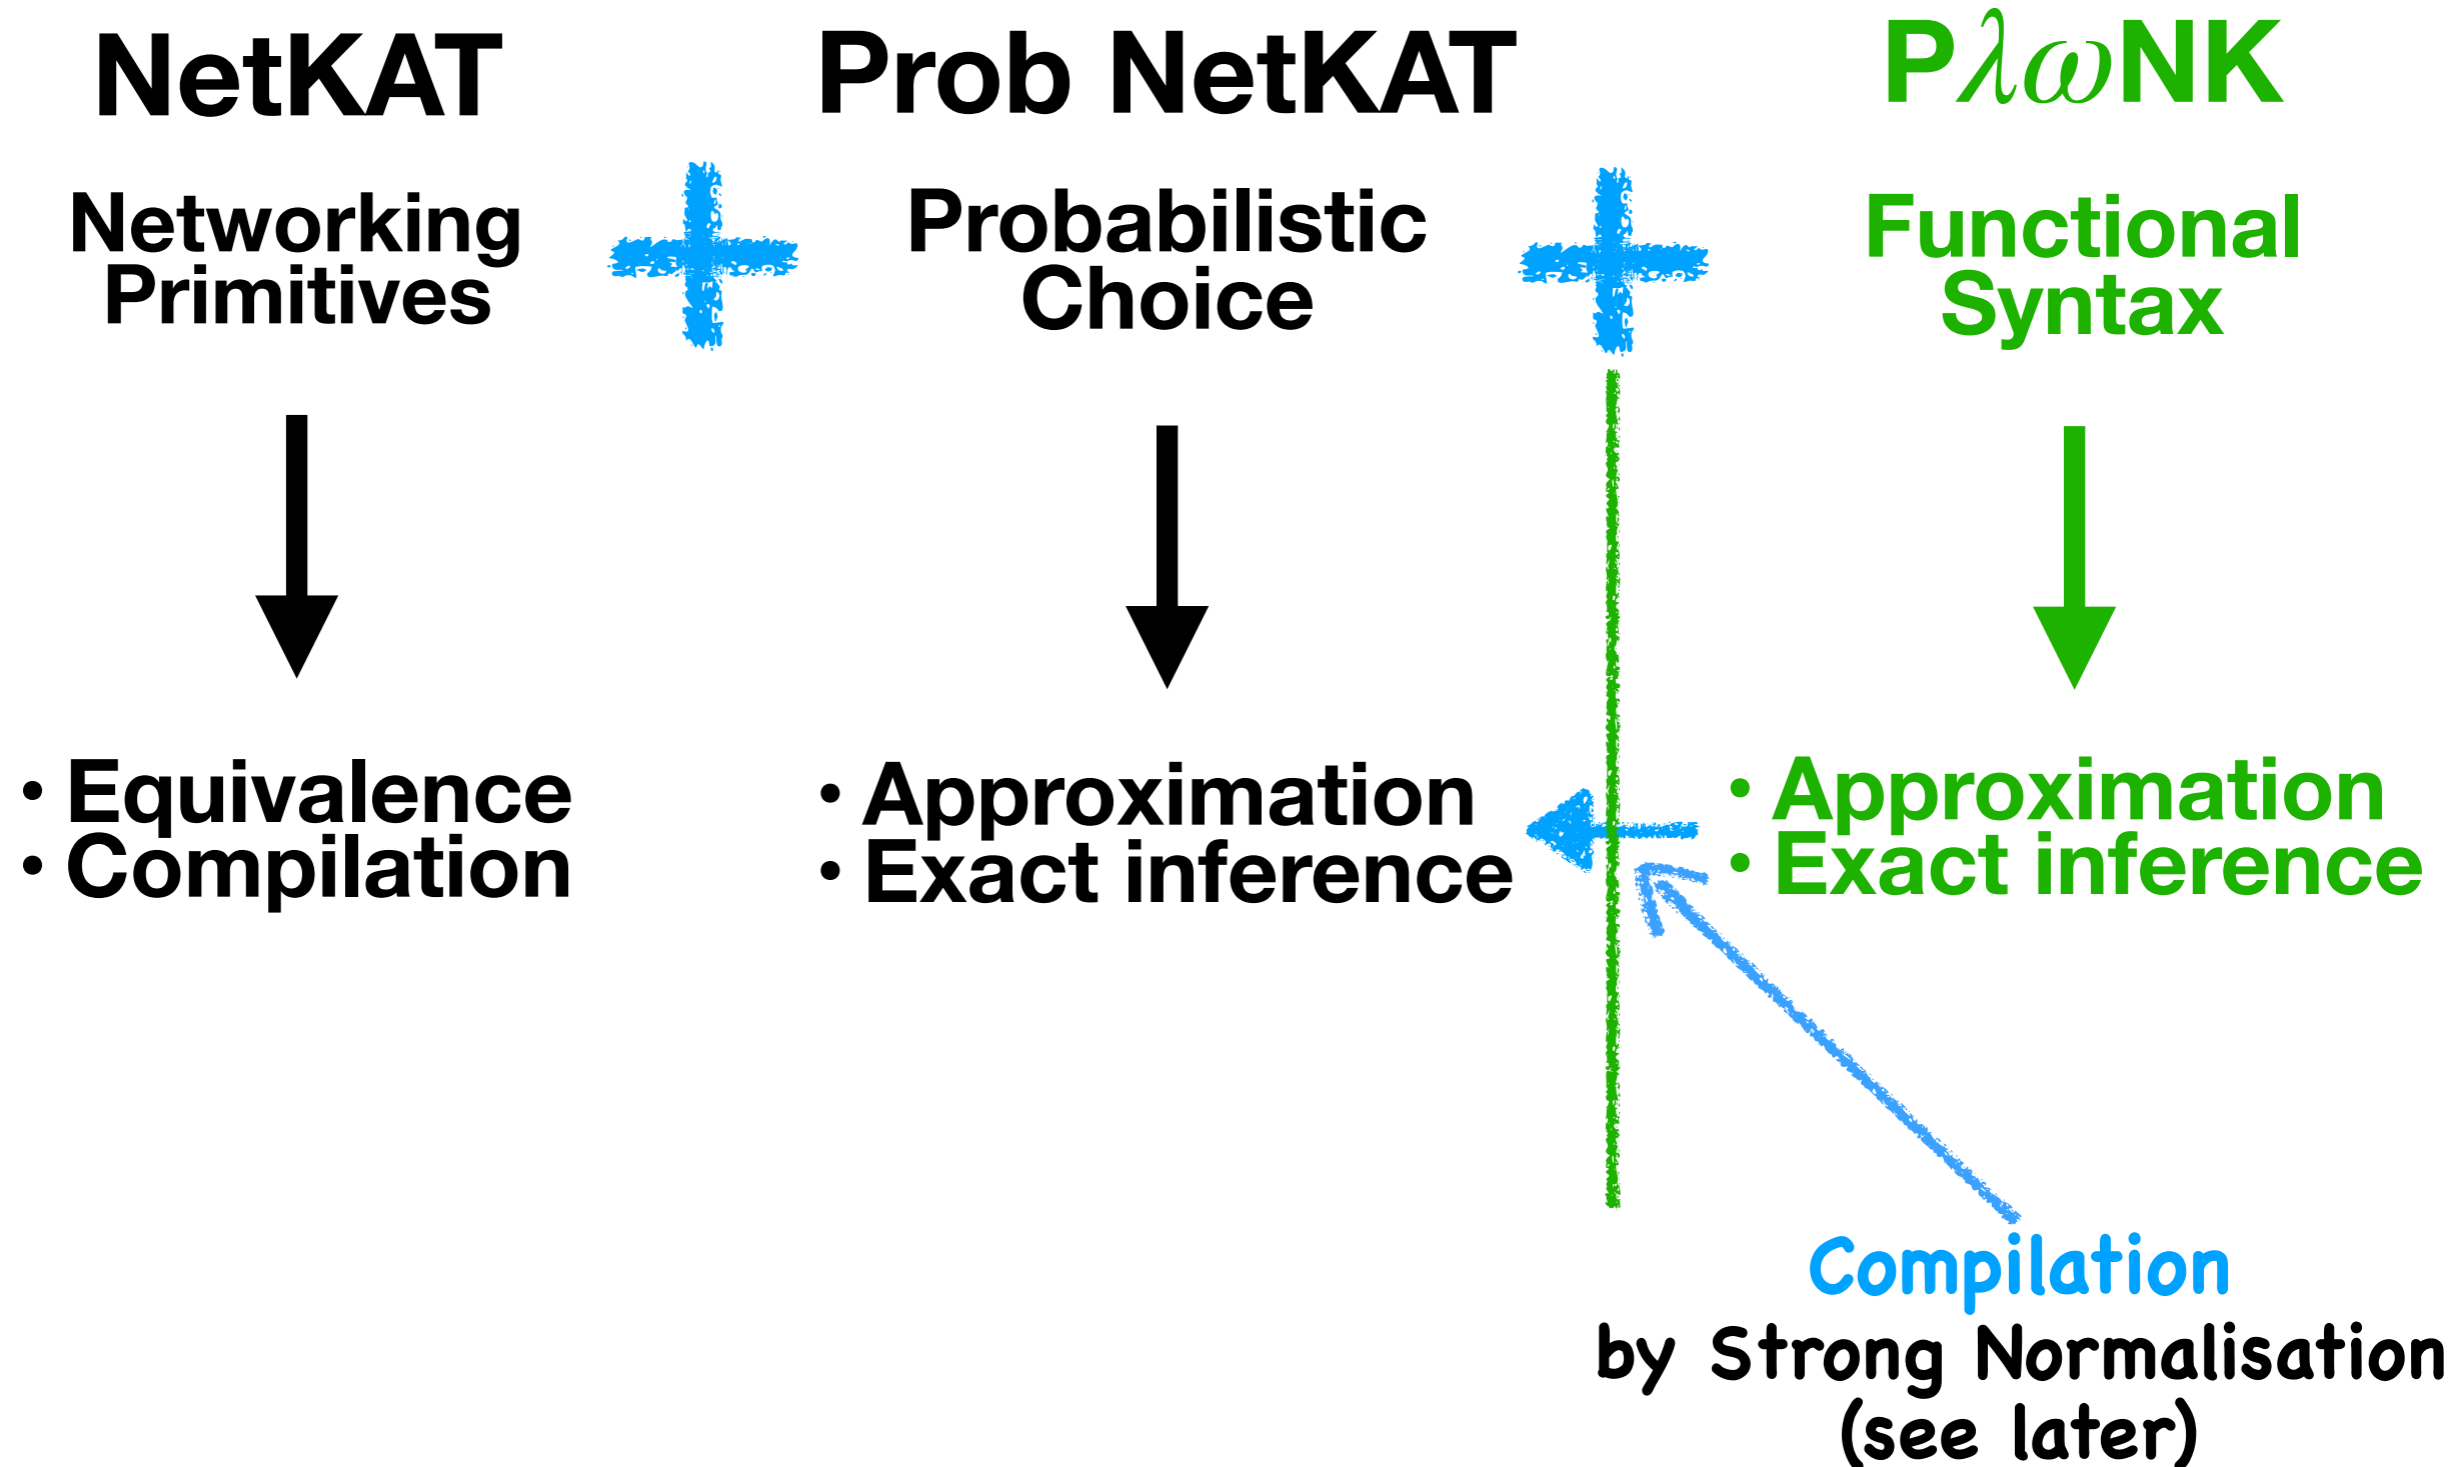 NetKAT
Networking
Primitives
• Equivalence
• Compilation
Prob NetKAT
Probabilistic
Choice
• Approximation
• Exact inference
PλωNK
Functional
Syntax
• Approximation
• Exact inference
Compilation
by Strong Normalisation
(see later)